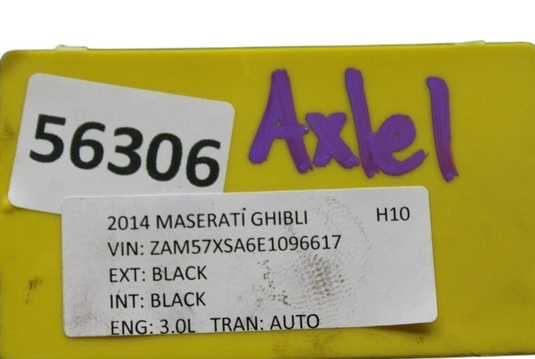 56306
Axlel
2014 MASERATI GHIBLI H10
VIN: ZAM57XSA6E1096617
EXT: BLACK
INT: BLACK
ENG: 3.0L TRAN: AUTO